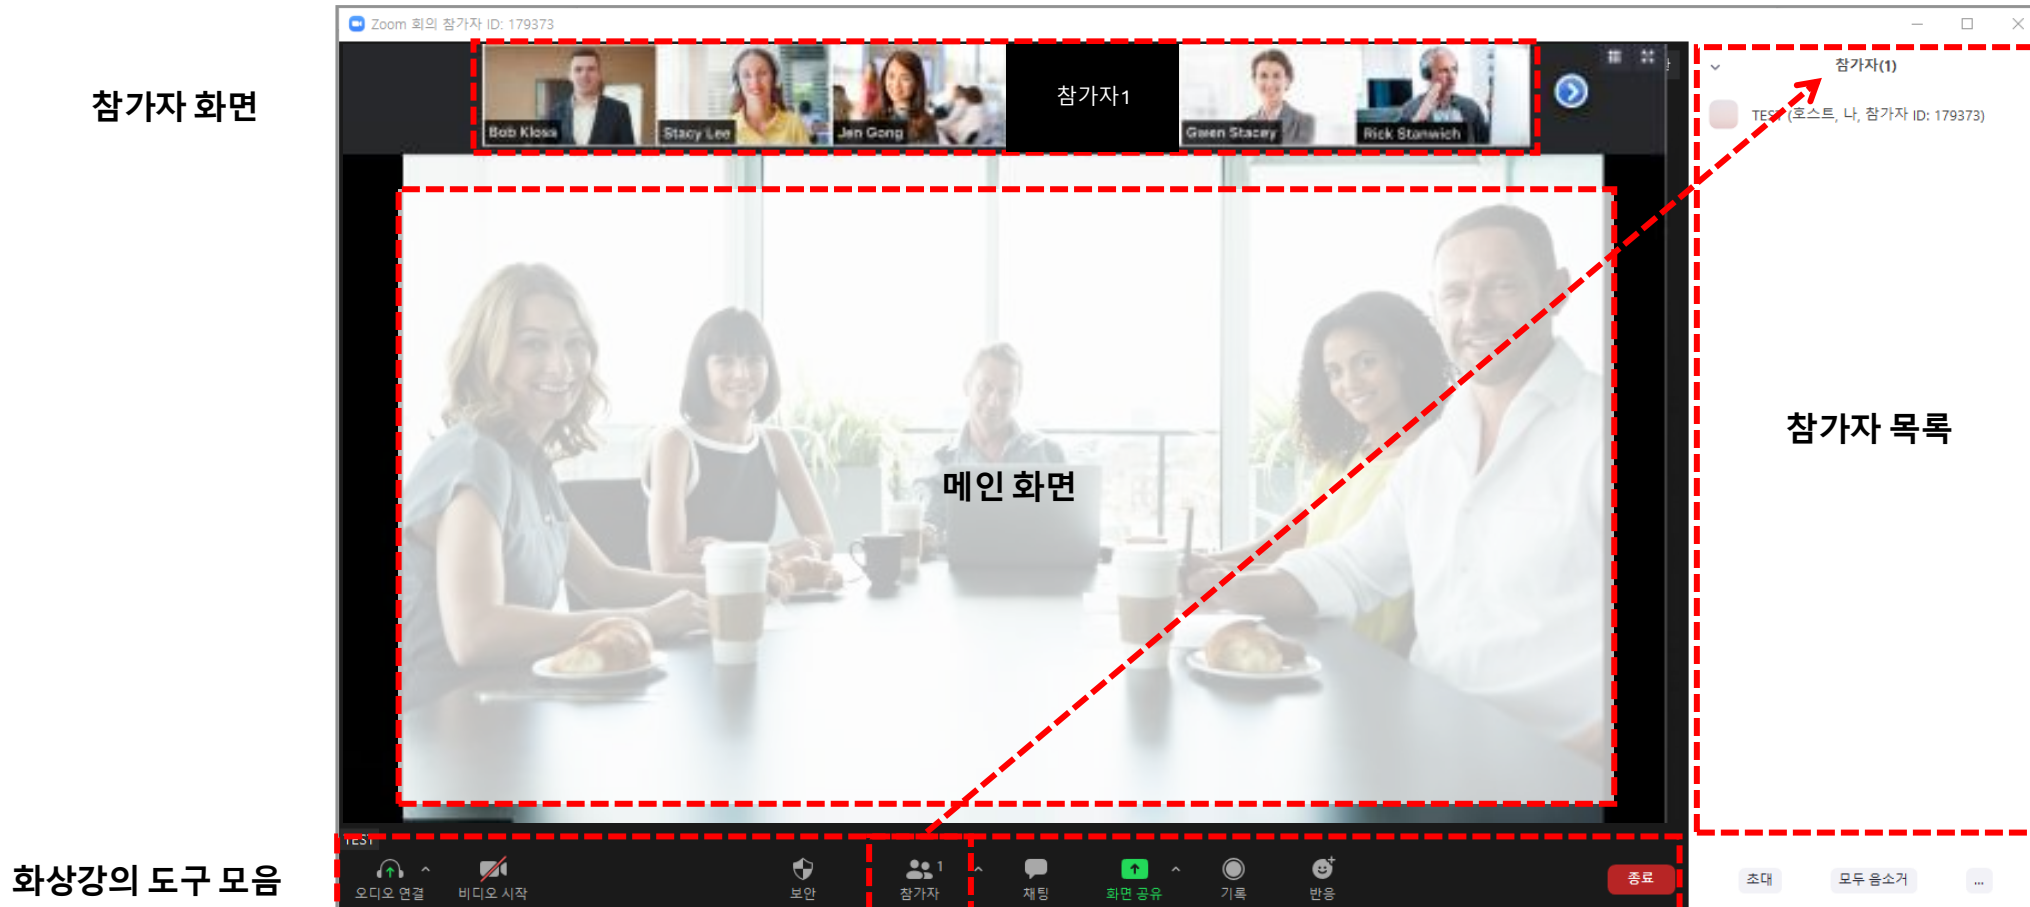 Zoom 회의 참가자 ID: 179373
참가자 화면
Bob Kloss
Stacy Lee
Jen Gong
참가자1
Gwen Stacey
Rick Stanwich
참가자(1)
TEST (호스트, 나, 참가자 ID: 179373)
참가자 목록
메인 화면
TEST
화상강의 도구 모음
오디오 연결
비디오 시작
보안
1
참가자
채팅
화면 공유
기록
반응
종료
초대
모두 음소거
...